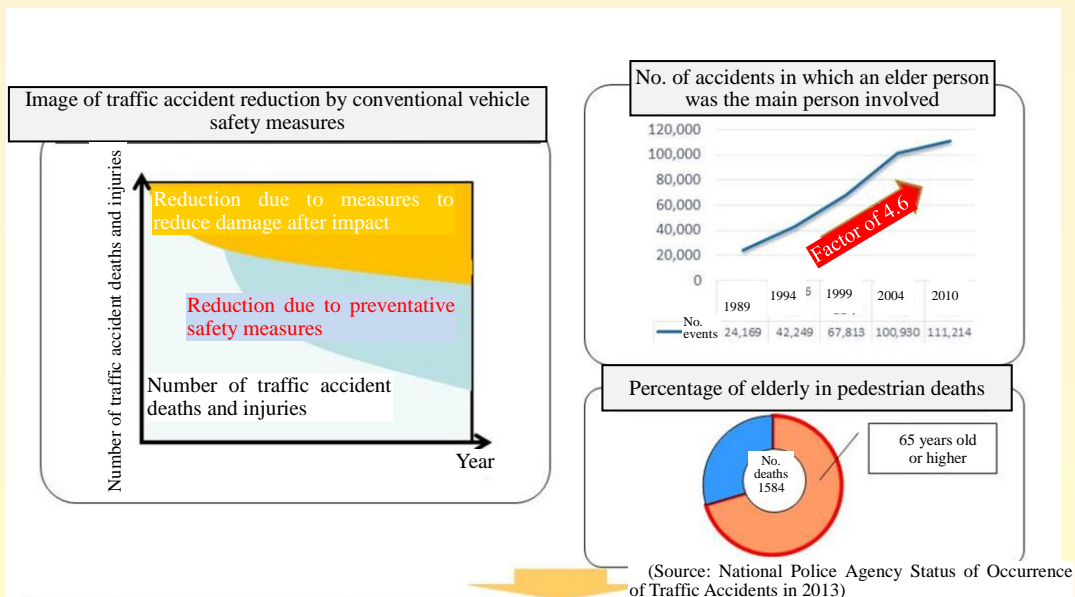 Image of traffic accident reduction by conventional vehicle
safety measures
Number of traffic accident deaths and injuries
Reduction due to measures to
reduce damage after impact
Reduction due to preventative
safety measures
Number of traffic accident
deaths and injuries
Year
No. of accidents in which an elder person
was the main person involved
120,000
100,000
80,000
60,000
40,000
20,000
0
Factor of 4.6
1989 1994 1999 2004 2010
No.
events
24,169 42,249 67,813 100,930 111,214
Percentage of elderly in pedestrian deaths
No.
deaths
1584
65 years old
or higher
(Source: National Police Agency Status of Occurrence
of Traffic Accidents in 2013)